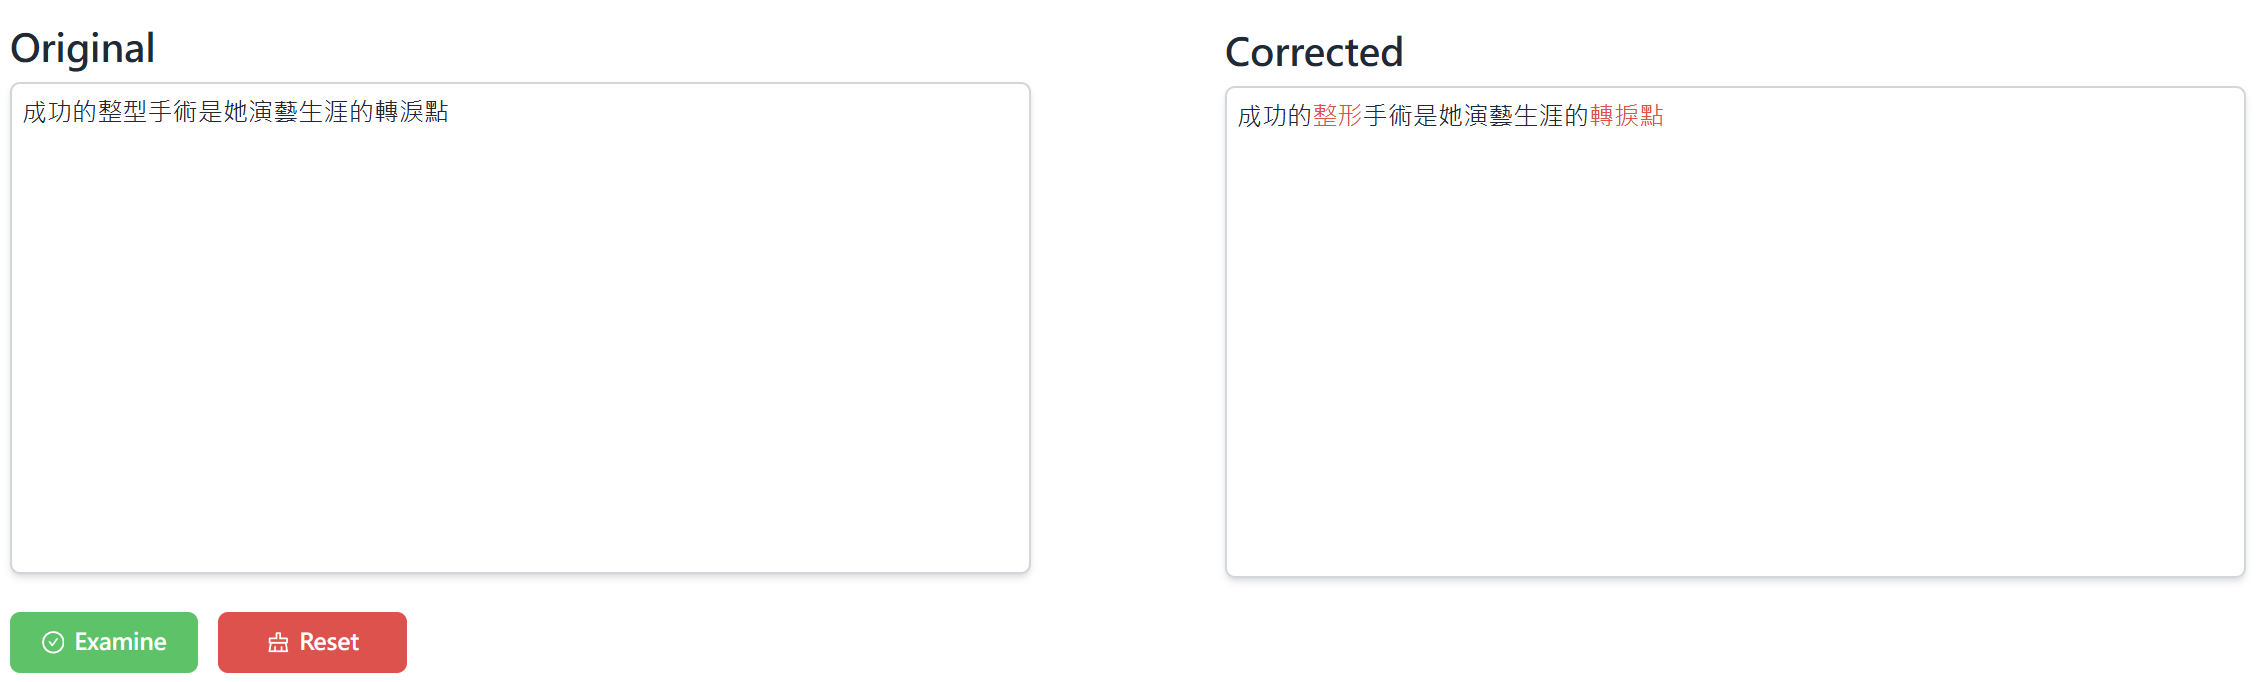 Original
成功的整型手術是她演藝生涯的轉淚點
Corrected
成功的整形手術是她演藝生涯的轉捩點
Examine
Reset